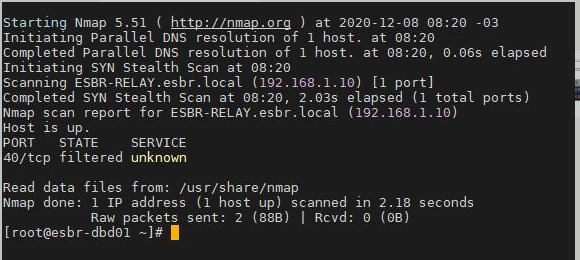 Starting Nmap 5.51 ( http://nmap.org ) at 2020-12-08 08:20 -03
Initiating Parallel DNS resolution of 1 host. at 08:20
Completed Parallel DNS resolution of 1 host. at 08:20, 0.06s elapsed
Initiating SYN Stealth Scan at 08:20
Scanning ESBR-RELAY.esbr.local (192.168.1.10) [1 port]
Completed SYN Stealth Scan at 08:20, 2.03s elapsed (1 total ports)
Nmap scan report for ESBR-RELAY.esbr.local (192.168.1.10)
Host is up.
PORT   STATE    SERVICE
40/tcp filtered unknown
Read data files from: /usr/share/nmap
Nmap done: 1 IP address (1 host up) scanned in 2.18 seconds
Raw packets sent: 2 (88B) | Rcvd: 0 (0B)
[root@esbr-dbd01 ~]#